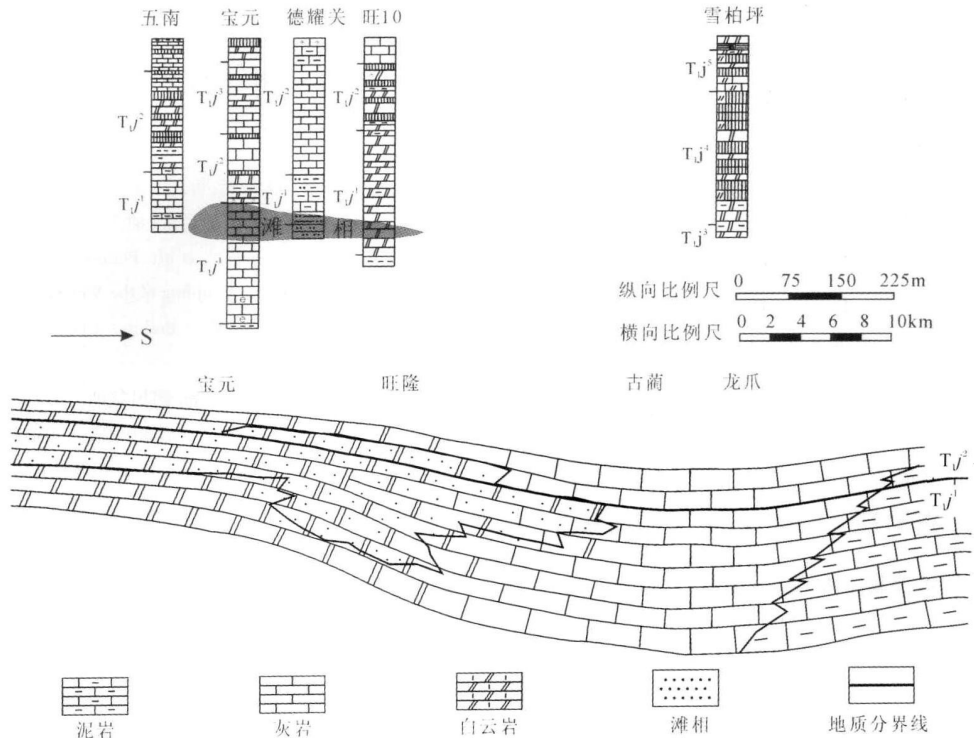 五南 宝元 德耀关 旺10 雪柏坪
T₁j⁵
T₁j³ T₁j² T₁j²
T₁j²
T₁j⁴
T₁j²
T₁j¹ T₁j¹
T₁j¹
滩 相
T₁j³
T₁j¹
纵向比例尺 0 75 150 225m
横向比例尺 0 2 4 6 8 10km
S
宝元 旺隆 古蔺 龙爪
T₁j²
T₁j¹
泥岩 灰岩 白云岩 滩相 地质分界线